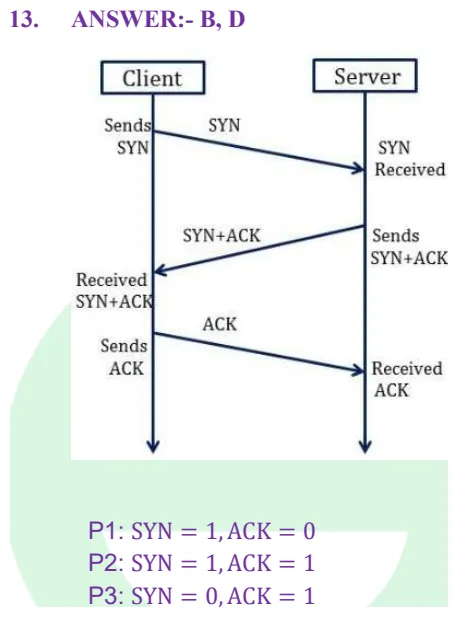 13. ANSWER:- B, D
Client Server
Sends SYN
SYN SYN
Received
SYN+ACK Sends
SYN+ACK
Received
SYN+ACK
ACK
Sends
ACK Received
ACK
P1: SYN = 1, ACK = 0
P2: SYN = 1, ACK = 1
P3: SYN = 0, ACK = 1